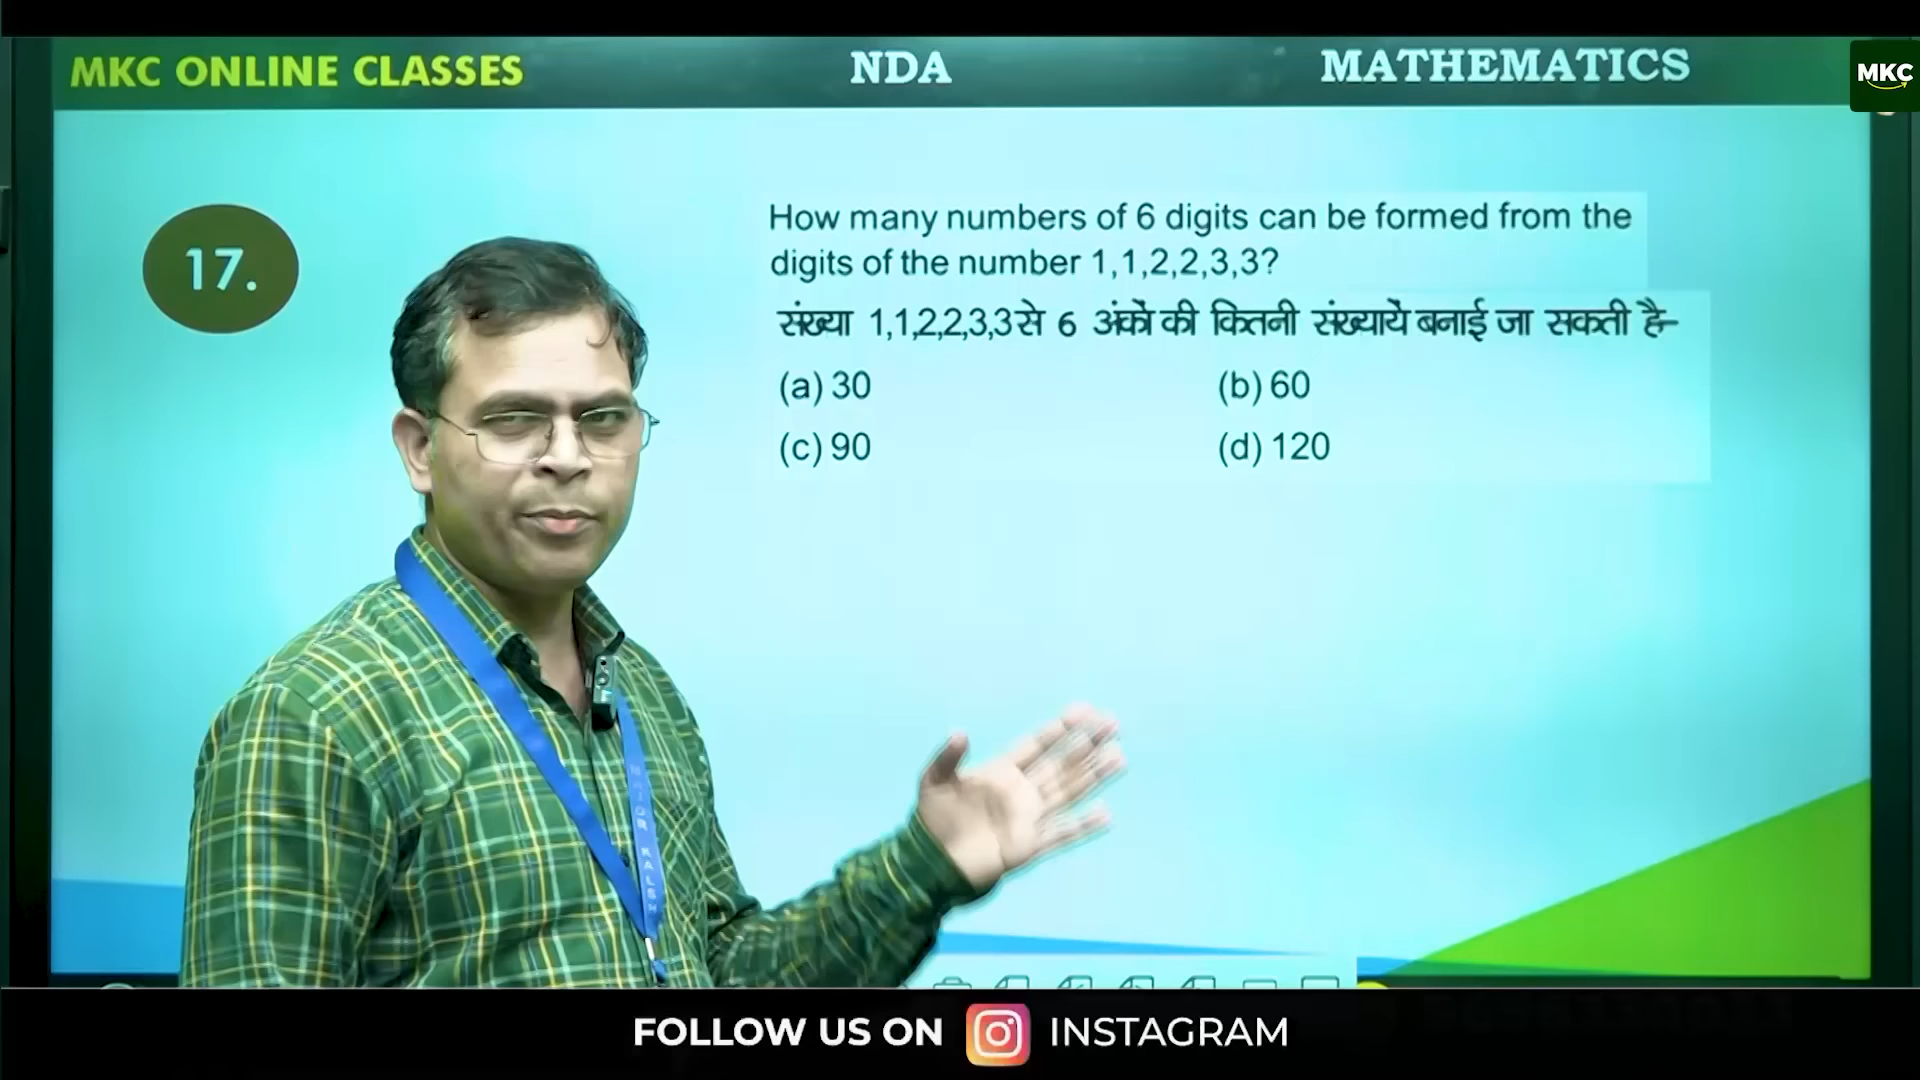 MKC ONLINE CLASSES NDA MATHEMATICS
MKC
17.
How many numbers of 6 digits can be formed from the
digits of the number 1,1,2,2,3,3?
संख्या 1,1,2,2,3,3 से 6 अंकों की कितनी संख्यायें बनाई जा सकती है-
(a) 30 (b) 60
(c) 90 (d) 120
KALSH
FOLLOW US ON INSTAGRAM